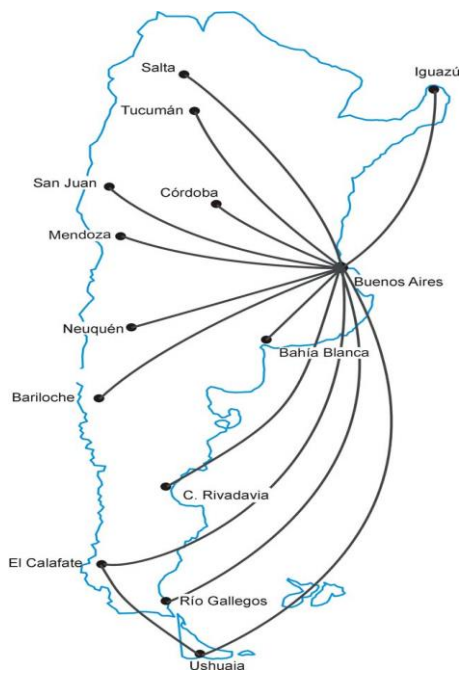 Salta
Iguazú
Tucumán
San Juan
Córdoba
Mendoza
Buenos Aires
Neuquén
Bahía Blanca
Bariloche
C. Rivadavia
El Calafate
Río Gallegos
Ushuaia